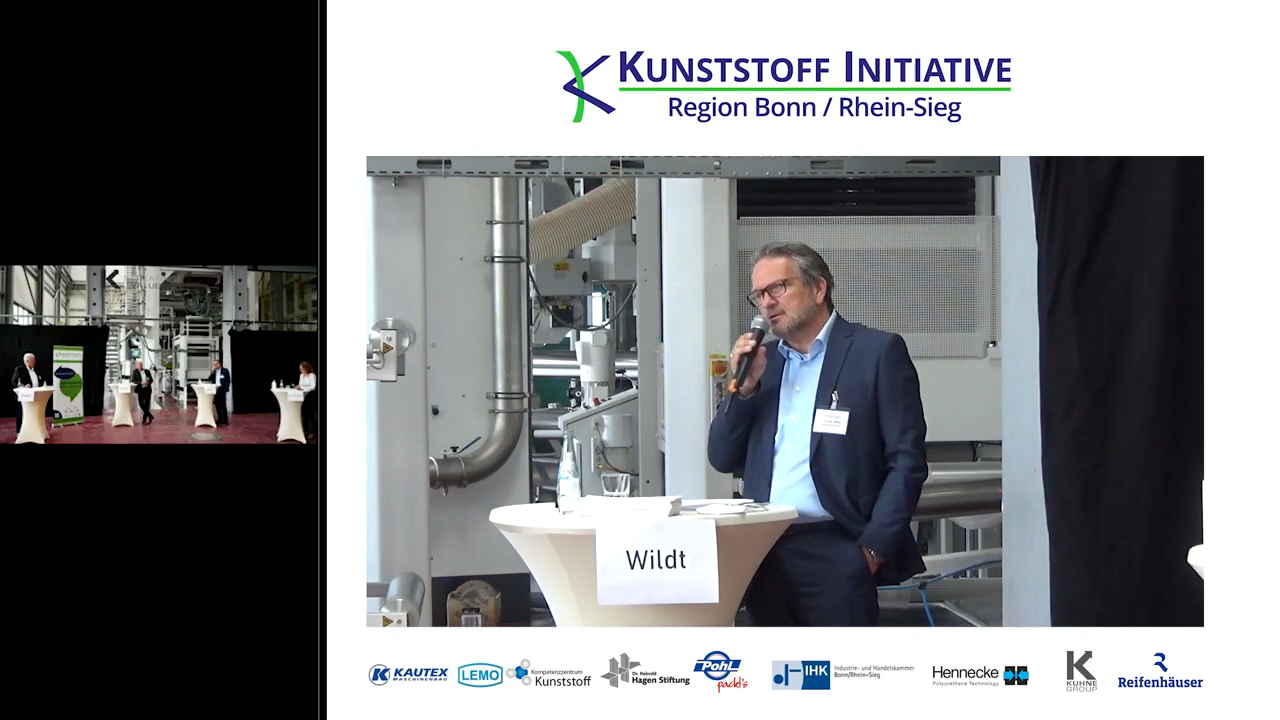 KUNSTSTOFF INITIATIVE
Region Bonn / Rhein-Sieg
Wildt
KAUTEX
MASCHINENBAU
LEMO
Kompetenzzentrum
Kunststoff
Dr. Reinold
Hagen Stiftung
POHL
packt's
IHK
Industrie- und Handelskammer
Bonn/Rhein-Sieg
Hennecke
Polyurethane Technology
K
KUHNE
GROUP
Reifenhäuser